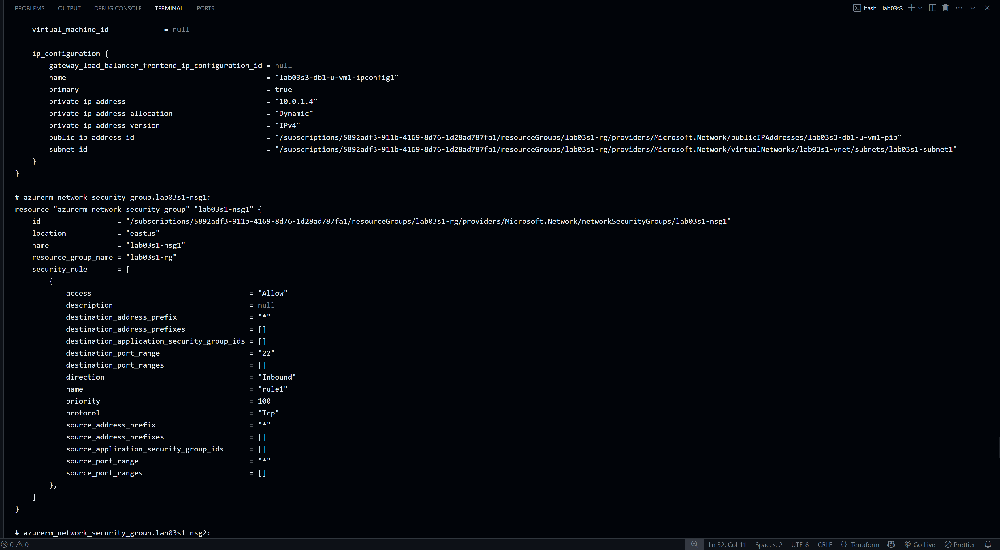 PROBLEMS OUTPUT DEBUG CONSOLE TERMINAL PORTS bash - lab03s3
virtual_machine_id = null
ip_configuration {
gateway_load_balancer_frontend_ip_configuration_id = null
name = "lab03s3-db1-u-vm1-ipconfig1"
primary = true
private_ip_address = "10.0.1.4"
private_ip_address_allocation = "Dynamic"
private_ip_address_version = "IPv4"
public_ip_address_id = "/subscriptions/5892adf3-911b-4169-8d76-1d28ad787fa1/resourceGroups/lab03s1-rg/providers/Microsoft.Network/publicIPAddresses/lab03s3-db1-u-vm1-pip"
subnet_id = "/subscriptions/5892adf3-911b-4169-8d76-1d28ad787fa1/resourceGroups/lab03s1-rg/providers/Microsoft.Network/virtualNetworks/lab03s1-vnet/subnets/lab03s1-subnet1"
}
}
# azurerm_network_security_group.lab03s1-nsg1:
resource "azurerm_network_security_group" "lab03s1-nsg1" {
id = "/subscriptions/5892adf3-911b-4169-8d76-1d28ad787fa1/resourceGroups/lab03s1-rg/providers/Microsoft.Network/networkSecurityGroups/lab03s1-nsg1"
location = "eastus"
name = "lab03s1-nsg1"
resource_group_name = "lab03s1-rg"
security_rule = [
{
access = "Allow"
description = null
destination_address_prefix = "*"
destination_address_prefixes = []
destination_application_security_group_ids = []
destination_port_range = "22"
destination_port_ranges = []
direction = "Inbound"
name = "rule1"
priority = 100
protocol = "Tcp"
source_address_prefix = "*"
source_address_prefixes = []
source_application_security_group_ids = []
source_port_range = "*"
source_port_ranges = []
},
]
}
# azurerm_network_security_group.lab03s1-nsg2:
0 0 Ln 32, Col 11 Spaces: 2 UTF-8 CRLF {} Terraform Go Live Prettier